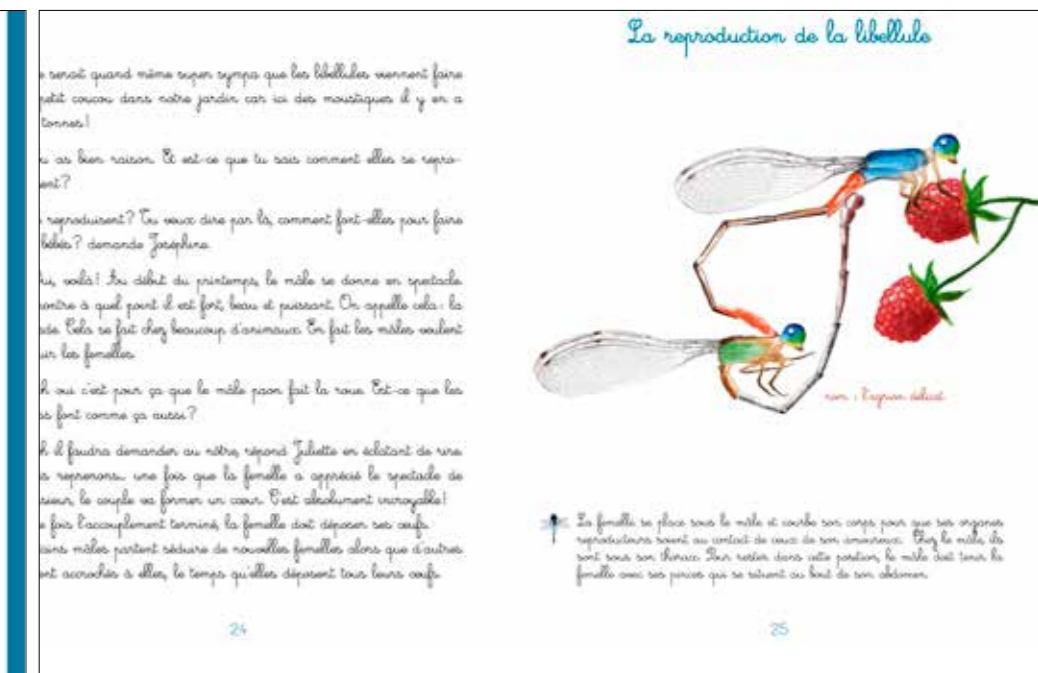 serait quand même super sympa que les libellules viennent faire
petit coucou dans notre jardin car ici des moustiques il y en a
tonnes!
as bien raison. Et est-ce que tu sais comment elles se repro-
ent?
reproduisent? Tu veux dire par là, comment font-elles pour faire
bébés? demande Joséphine.
ui, voilà! Au début du printemps, le mâle se donne en spectacle.
ontre à quel point il est fort, beau et puissant. On appelle cela : la
ade. Cela se fait chez beaucoup d'animaux. En fait les mâles veulent
ir les femelles.
h oui c'est pour ça que le mâle paon fait la roue. Est-ce que les
s font comme ça aussi?
h il faudra demander au nôtre, répond Juliette en éclatant de rire.
s reprenons... une fois que la femelle a apprécié le spectacle de
sieur, le couple va former un cœur. C'est absolument incroyable!
fois l'accouplement terminé, la femelle doit déposer ses œufs.
ains mâles partent séduire de nouvelles femelles alors que d'autres
ent accrochés à elles, le temps qu'elles déposent tous leurs œufs.
24
La reproduction de la libellule
nom : l'agrion délicat
La femelle se place sous le mâle et courbe son corps pour que ses organes
reproducteurs soient au contact de ceux de son amoureux. Chez le mâle, ils
sont sous son thorax. Pour rester dans cette position, le mâle doit tenir la
femelle avec ses pinces qui se situent au bout de son abdomen.
25